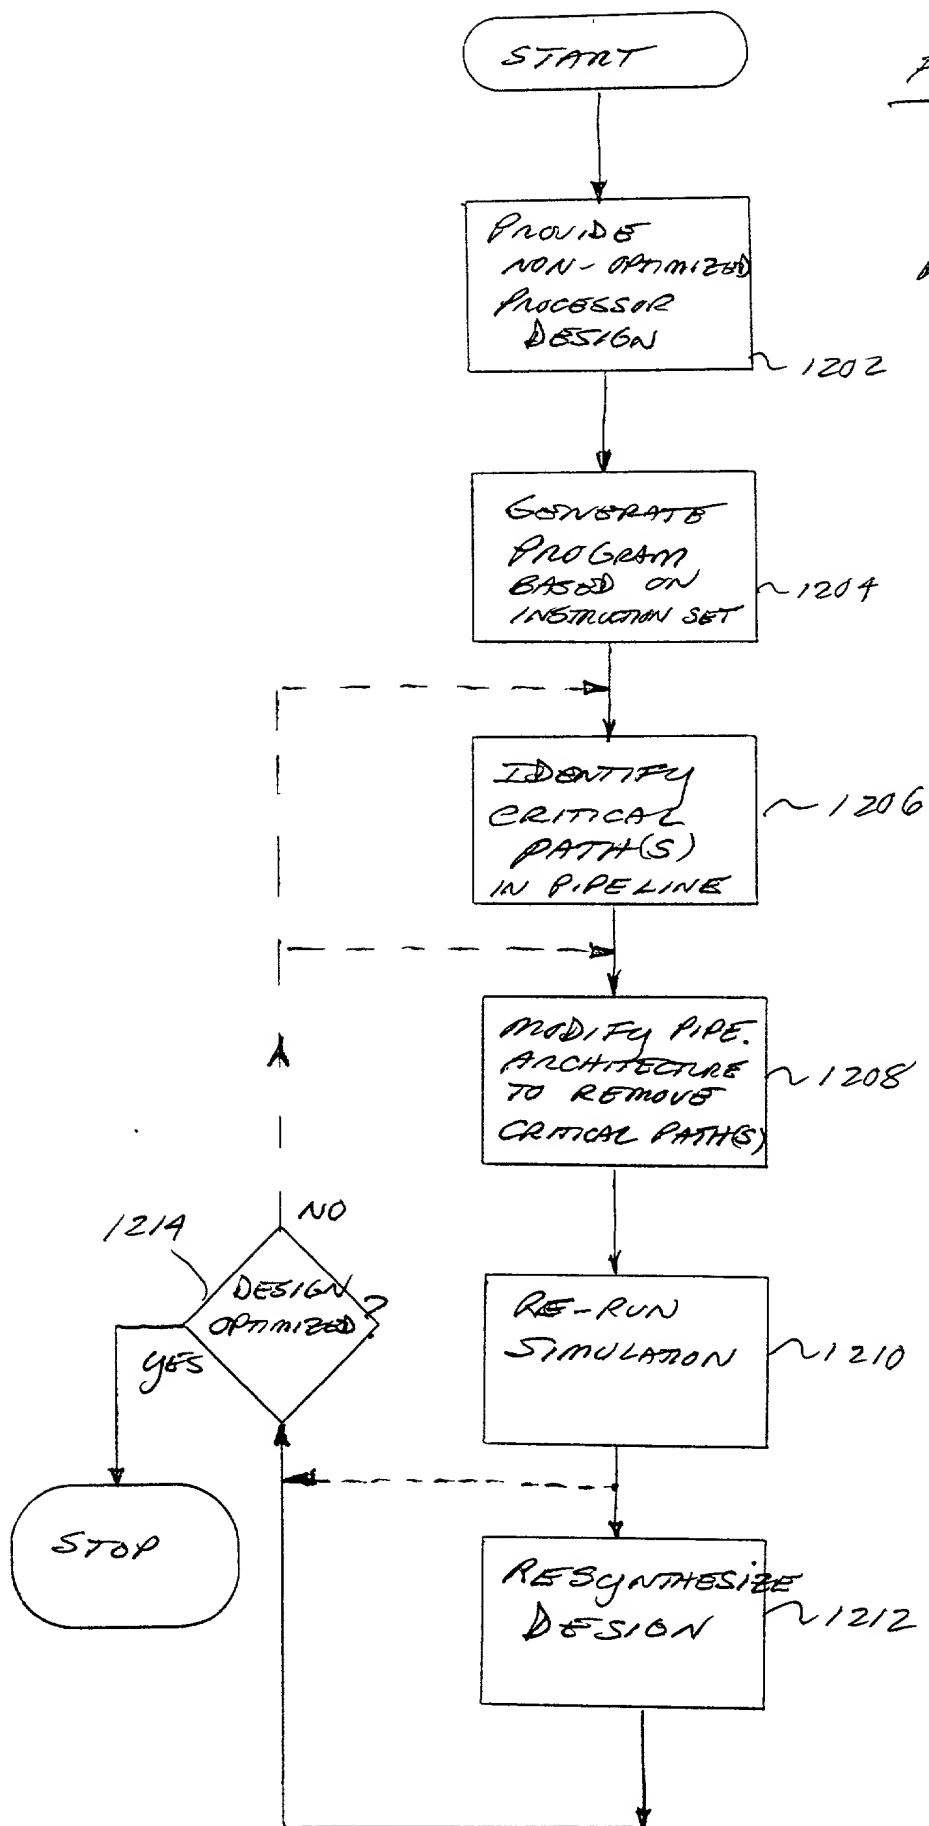 START
PROVIDE
NON-OPTIMIZED
PROCESSOR
DESIGN
1202
GENERATE
PROGRAM
BASED ON
INSTRUCTION SET
1204
IDENTIFY
CRITICAL
PATH(S)
IN PIPELINE
1206
MODIFY PIPE.
ARCHITECTURE
TO REMOVE
CRITICAL PATH(S)
1208
NO
1214
DESIGN
OPTIMIZED?
YES
RE-RUN
SIMULATION
1210
STOP
RESYNTHESIZE
DESIGN
1212